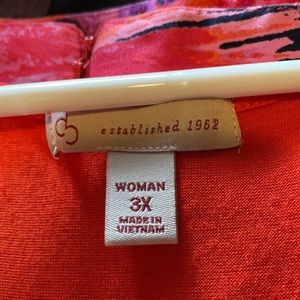 established 1962
WOMAN
3X
MADE IN
VIETNAM